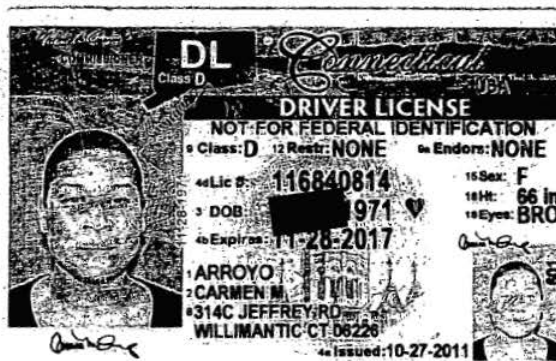 DL
Class D
Connecticut
USA
DRIVER LICENSE
NOT FOR FEDERAL IDENTIFICATION
9 Class: D 12 Restr: NONE 9a Endors: NONE
4d Lic #: 116840814
15 Sex: F
3 DOB: 1971
16 Ht: 66 in
18 Eyes: BRO
4b Expires: 11-28-2017
1 ARROYO
2 CARMEN M
8 314C JEFFREY RD
WILLIMANTIC CT 06226
4a Issued: 10-27-2011